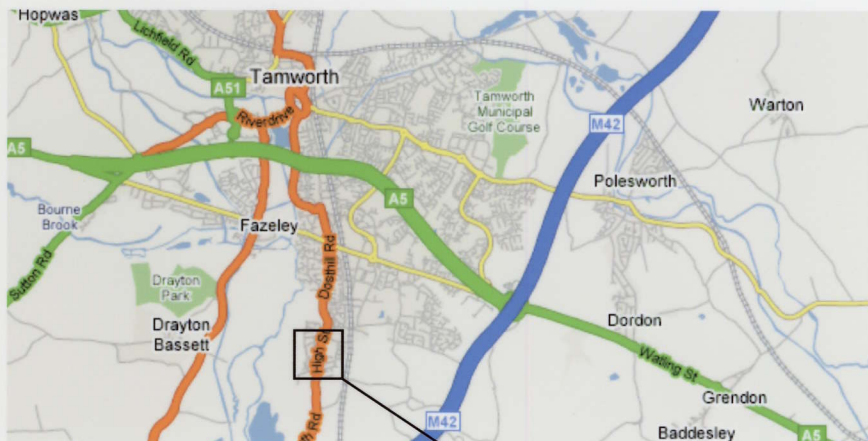 Hopwas
Lichfield Rd
Tamworth
A51
Riverdrive
Tamworth
Municipal
Golf Course
Warton
M42
A5
Polesworth
A5
Bourne
Brook
Fazeley
Sutton Rd
Dosthill Rd
Drayton
Park
Drayton
Bassett
High St
Dordon
Watling St
Grendon
M42
Baddesley
A5